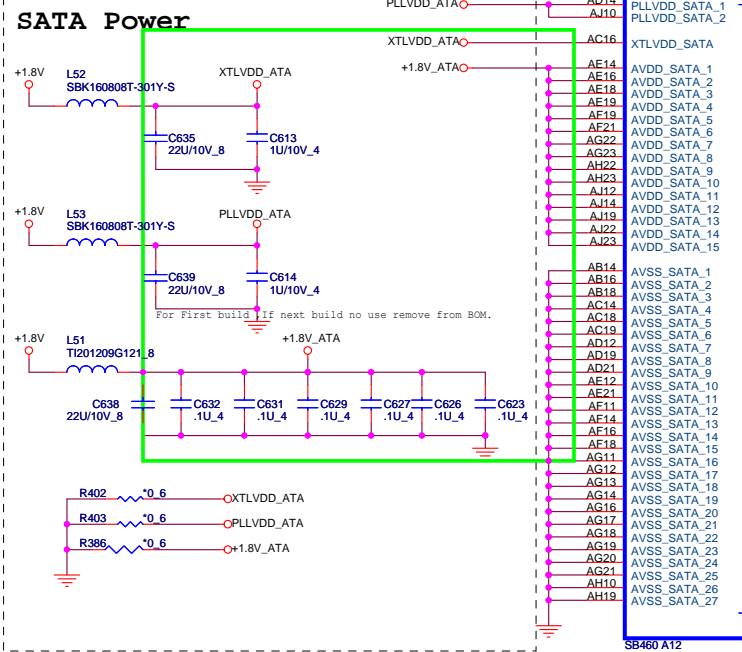 SATA Power
PLLVDD_ATA
AD14
PLLVDD_SATA_1
AJ10
PLLVDD_SATA_2
XTLVDD_ATA
AC16
XTLVDD_SATA
+1.8V_ATA
AE14
AVDD_SATA_1
AE16
AVDD_SATA_2
AE18
AVDD_SATA_3
AE19
AVDD_SATA_4
AF19
AVDD_SATA_5
AF21
AVDD_SATA_6
AG22
AVDD_SATA_7
AG23
AVDD_SATA_8
AH22
AVDD_SATA_9
AH23
AVDD_SATA_10
AJ12
AVDD_SATA_11
AJ14
AVDD_SATA_12
AJ19
AVDD_SATA_13
AJ22
AVDD_SATA_14
AJ23
AVDD_SATA_15
AB14
AVSS_SATA_1
AB16
AVSS_SATA_2
AB18
AVSS_SATA_3
AC14
AVSS_SATA_4
AC18
AVSS_SATA_5
AC19
AVSS_SATA_6
AD12
AVSS_SATA_7
AD19
AVSS_SATA_8
AD21
AVSS_SATA_9
AE12
AVSS_SATA_10
AE21
AVSS_SATA_11
AF11
AVSS_SATA_12
AF14
AVSS_SATA_13
AF16
AVSS_SATA_14
AF18
AVSS_SATA_15
AG11
AVSS_SATA_16
AG12
AVSS_SATA_17
AG13
AVSS_SATA_18
AG14
AVSS_SATA_19
AG16
AVSS_SATA_20
AG17
AVSS_SATA_21
AG18
AVSS_SATA_22
AG19
AVSS_SATA_23
AG20
AVSS_SATA_24
AG21
AVSS_SATA_25
AH10
AVSS_SATA_26
AH19
AVSS_SATA_27
SB460 A12
+1.8V
L52
SBK160808T-301Y-S
XTLVDD_ATA
C635
22U/10V_8
C613
1U/10V_4
+1.8V
L53
SBK160808T-301Y-S
PLLVDD_ATA
C639
22U/10V_8
C614
1U/10V_4
For First build ,If next build no use remove from BOM.
+1.8V
L51
TI201209G121_8
+1.8V_ATA
C638
22U/10V_8
C632
.1U_4
C631
.1U_4
C629
.1U_4
C627
.1U_4
C626
.1U_4
C623
.1U_4
R402
*0_6
XTLVDD_ATA
R403
*0_6
PLLVDD_ATA
R386
*0_6
+1.8V_ATA